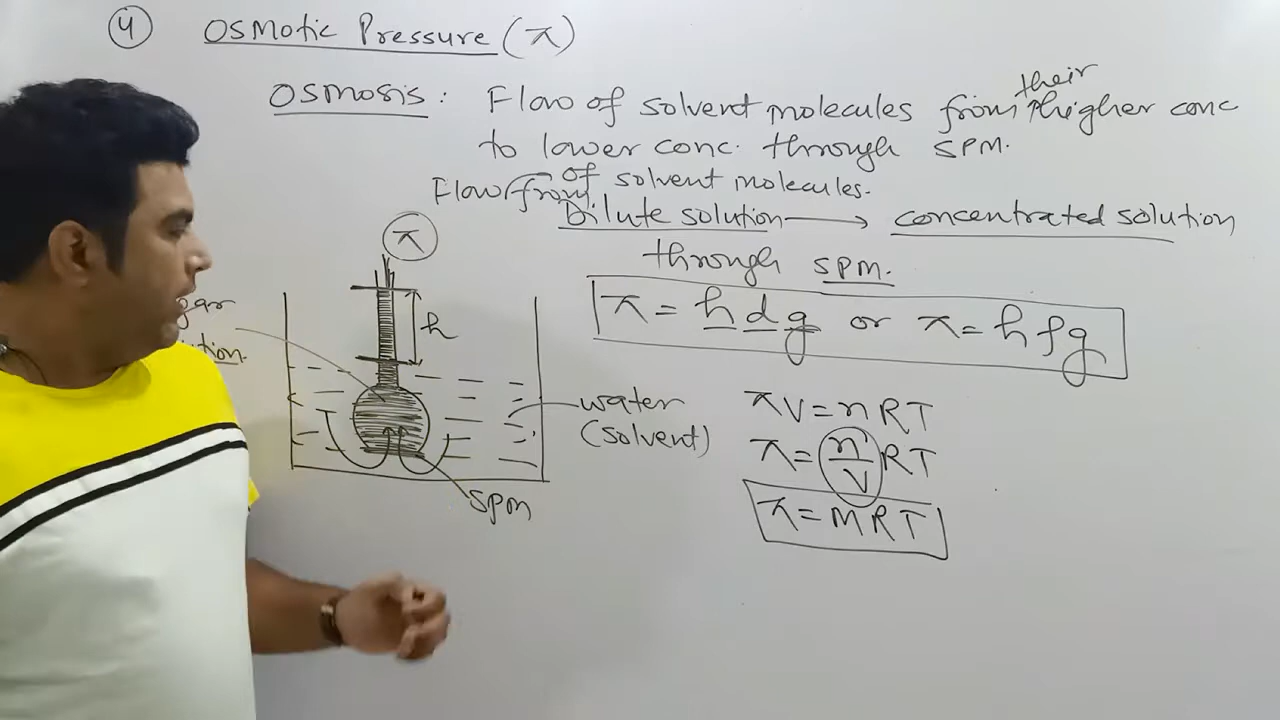 4 Osmotic Pressure (π)
their
Osmosis: Flow of solvent molecules from higher conc
to lower conc. through SPM.
Flow of solvent molecules.
from Dilute solution → concentrated solution
through SPM.
π
π = hdg or π = hρg
h
πV = nRT
water
(solvent)
π = n/V RT
π = MRT
SPM